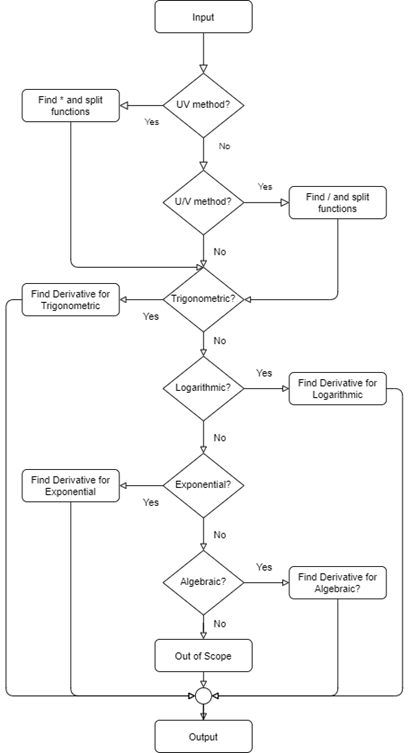 Input
UV method?
Find * and split
functions
Yes
No
U/V method?
Yes
Find / and split
functions
No
Trigonometric?
Find Derivative for
Trigonometric
Yes
No
Logarithmic?
Yes
Find Derivative for
Logarithmic
No
Exponential?
Find Derivative for
Exponential
Yes
No
Algebraic?
Yes
Find Derivative for
Algebraic?
No
Out of Scope
Output